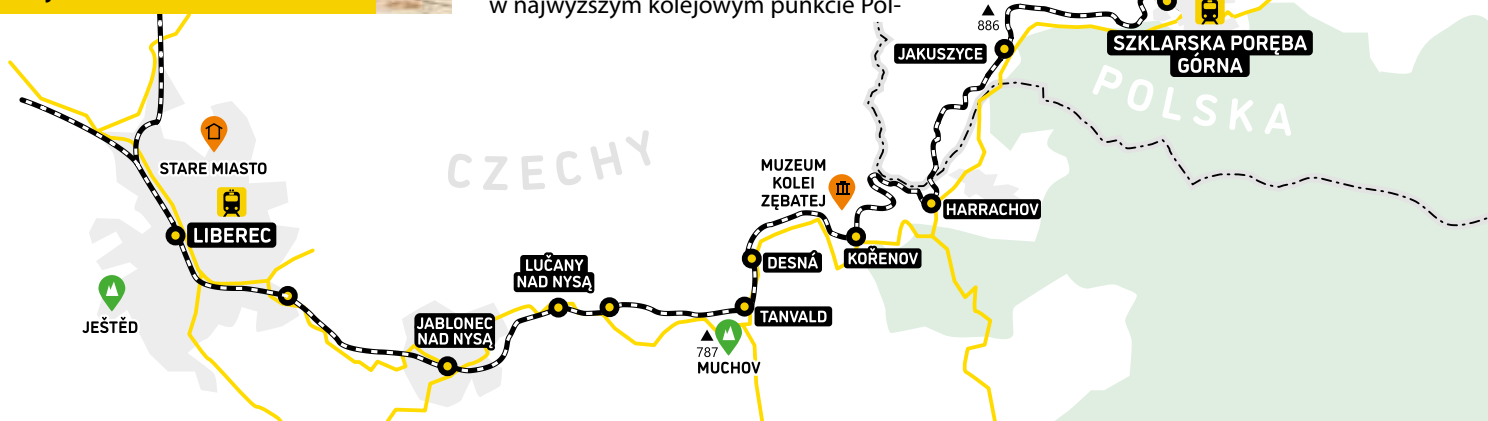 w najwyższym kolejowym punkcie Pol-
886
JAKUSZYCE
SZKLARSKA PORĘBA
GÓRNA
POLSKA
CZECHY
STARE MIASTO
LIBEREC
JEŠTĚD
MUZEUM
KOLEI
ZĘBATEJ
HARRACHOV
KOŘENOV
DESNÁ
LUČANY
NAD NYSĄ
TANVALD
JABLONEC
NAD NYSĄ
787
MUCHOV